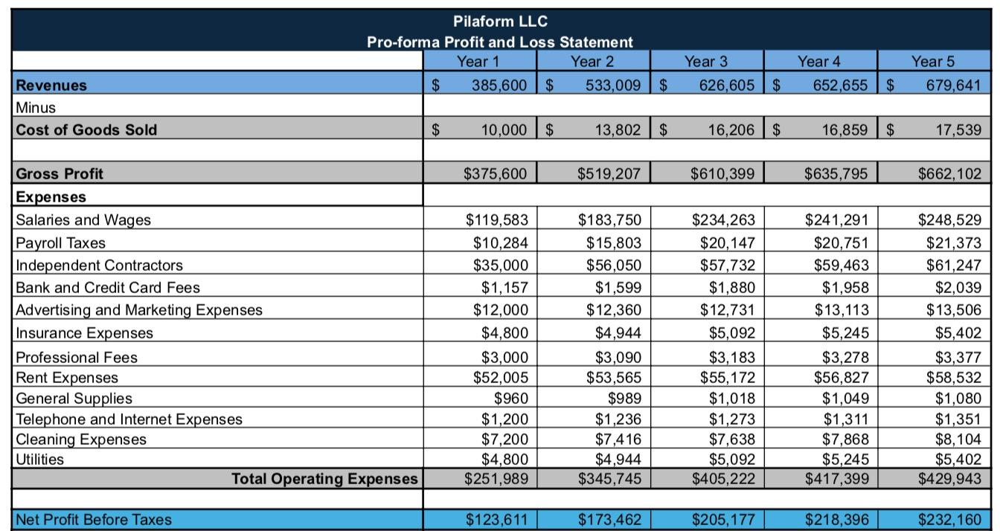 Pilaform LLC
Pro-forma Profit and Loss Statement
Year 1 Year 2 Year 3 Year 4 Year 5
Revenues $ 385,600 $ 533,009 $ 626,605 $ 652,655 $ 679,641
Minus
Cost of Goods Sold $ 10,000 $ 13,802 $ 16,206 $ 16,859 $ 17,539
Gross Profit $375,600 $519,207 $610,399 $635,795 $662,102
Expenses
Salaries and Wages $119,583 $183,750 $234,263 $241,291 $248,529
Payroll Taxes $10,284 $15,803 $20,147 $20,751 $21,373
Independent Contractors $35,000 $56,050 $57,732 $59,463 $61,247
Bank and Credit Card Fees $1,157 $1,599 $1,880 $1,958 $2,039
Advertising and Marketing Expenses $12,000 $12,360 $12,731 $13,113 $13,506
Insurance Expenses $4,800 $4,944 $5,092 $5,245 $5,402
Professional Fees $3,000 $3,090 $3,183 $3,278 $3,377
Rent Expenses $52,005 $53,565 $55,172 $56,827 $58,532
General Supplies $960 $989 $1,018 $1,049 $1,080
Telephone and Internet Expenses $1,200 $1,236 $1,273 $1,311 $1,351
Cleaning Expenses $7,200 $7,416 $7,638 $7,868 $8,104
Utilities $4,800 $4,944 $5,092 $5,245 $5,402
Total Operating Expenses $251,989 $345,745 $405,222 $417,399 $429,943
Net Profit Before Taxes $123,611 $173,462 $205,177 $218,396 $232,160